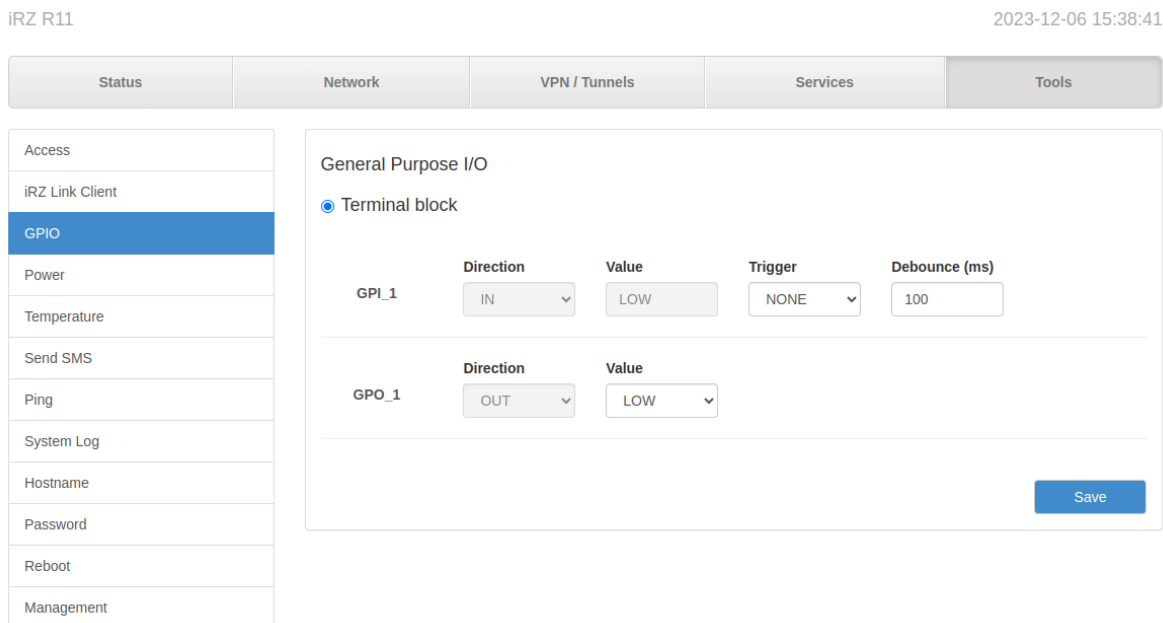 iRZ R11 2023-12-06 15:38:41
Status Network VPN / Tunnels Services Tools
Access
iRZ Link Client
GPIO
Power
Temperature
Send SMS
Ping
System Log
Hostname
Password
Reboot
Management
General Purpose I/O
Terminal block
Direction Value Trigger Debounce (ms)
GPI_1 IN LOW NONE 100
Direction Value
GPO_1 OUT LOW
Save